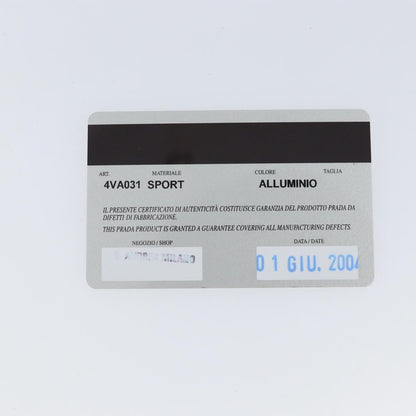 ART. MATERIALE COLORE TAGLIA
4VA031 SPORT ALLUMINIO
IL PRESENTE CERTIFICATO DI AUTENTICITÀ COSTITUISCE GARANZIA DEL PRODOTTO PRADA DA
DIFETTI DI FABBRICAZIONE.
THIS PRADA PRODUCT IS GRANTED A GUARANTEE COVERING ALL MANUFACTURING DEFECTS.
NEGOZIO / SHOP DATA / DATE
MILANO 01 GIU. 2004